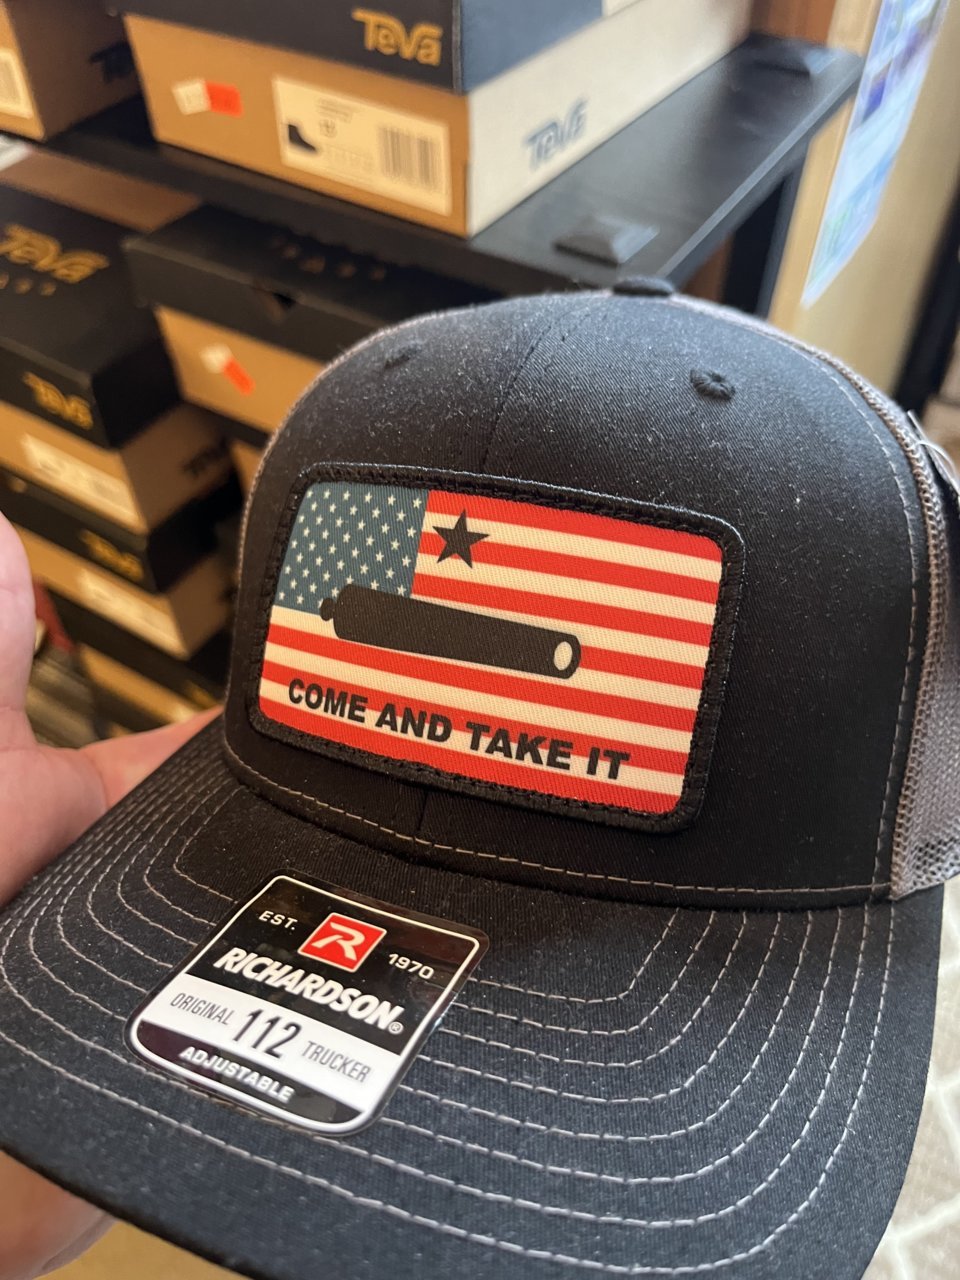 TeVa
TeVa
TeVa
TeVa
TeVa
COME AND TAKE IT
EST. R 1970
RICHARDSON®
ORIGINAL 112 TRUCKER
ADJUSTABLE